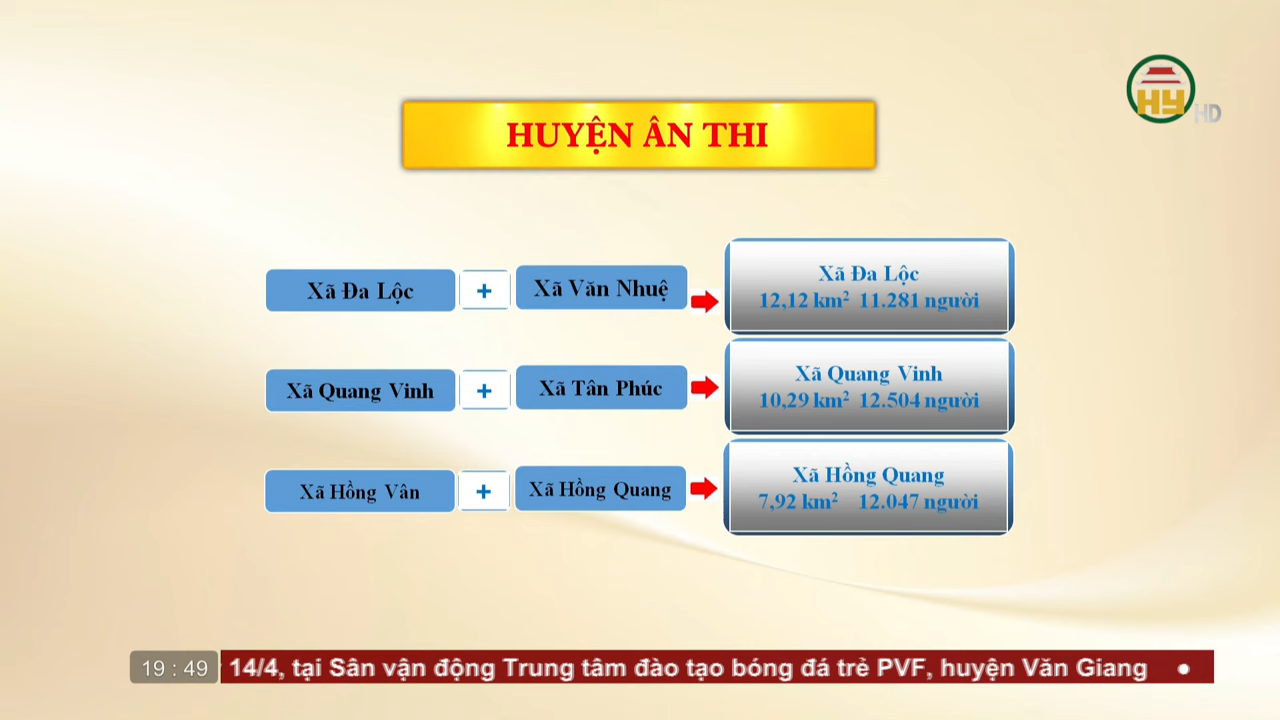 HY
HD
HUYỆN ÂN THI
Xã Đa Lộc + Xã Văn Nhuệ
Xã Đa Lộc
12,12 km² 11.281 người
Xã Quang Vinh + Xã Tân Phúc
Xã Quang Vinh
10,29 km² 12.504 người
Xã Hồng Vân + Xã Hồng Quang
Xã Hồng Quang
7,92 km² 12.047 người
19 : 49 14/4, tại Sân vận động Trung tâm đào tạo bóng đá trẻ PVF, huyện Văn Giang